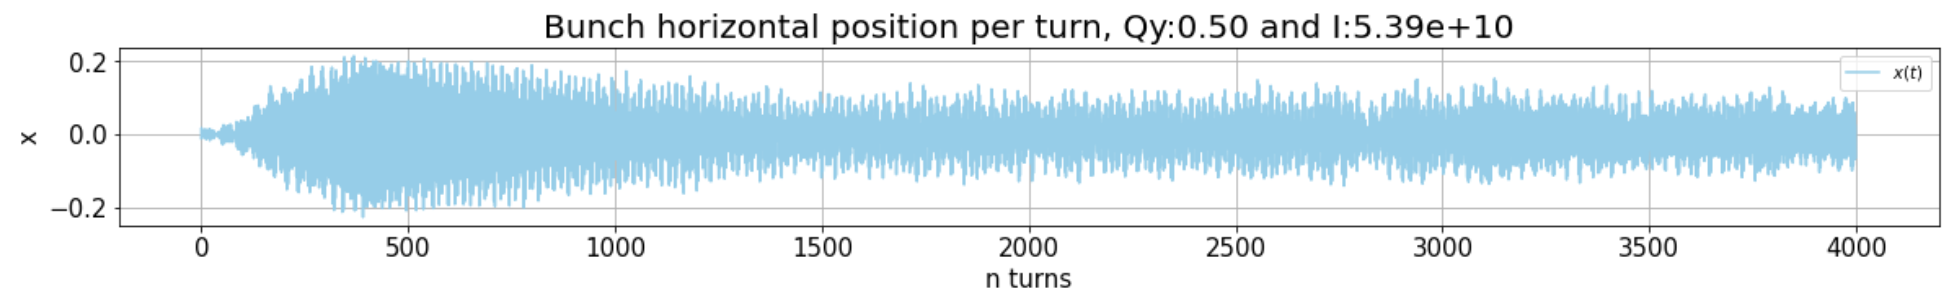 Bunch horizontal position per turn, Qy:0.50 and I:5.39e+10
x(t)
0.2
0.0
−0.2
x
0 500 1000 1500 2000 2500 3000 3500 4000
n turns